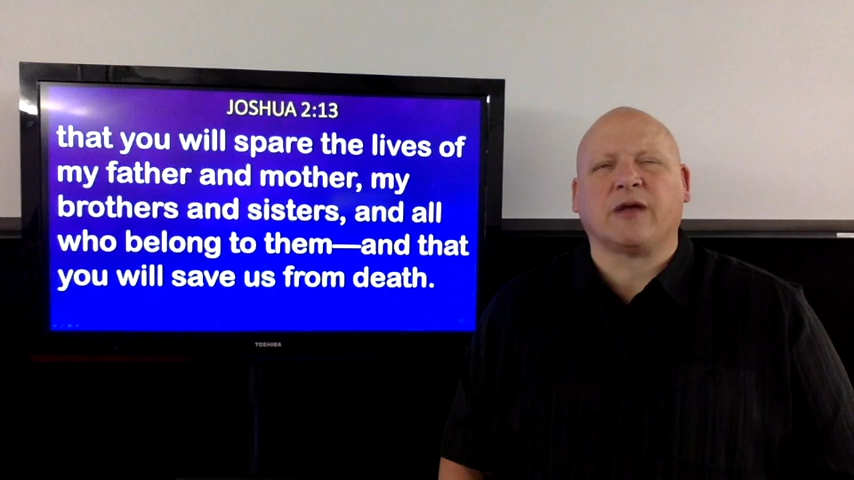 JOSHUA 2:13
that you will spare the lives of
my father and mother, my
brothers and sisters, and all
who belong to them—and that
you will save us from death.
TOSHIBA